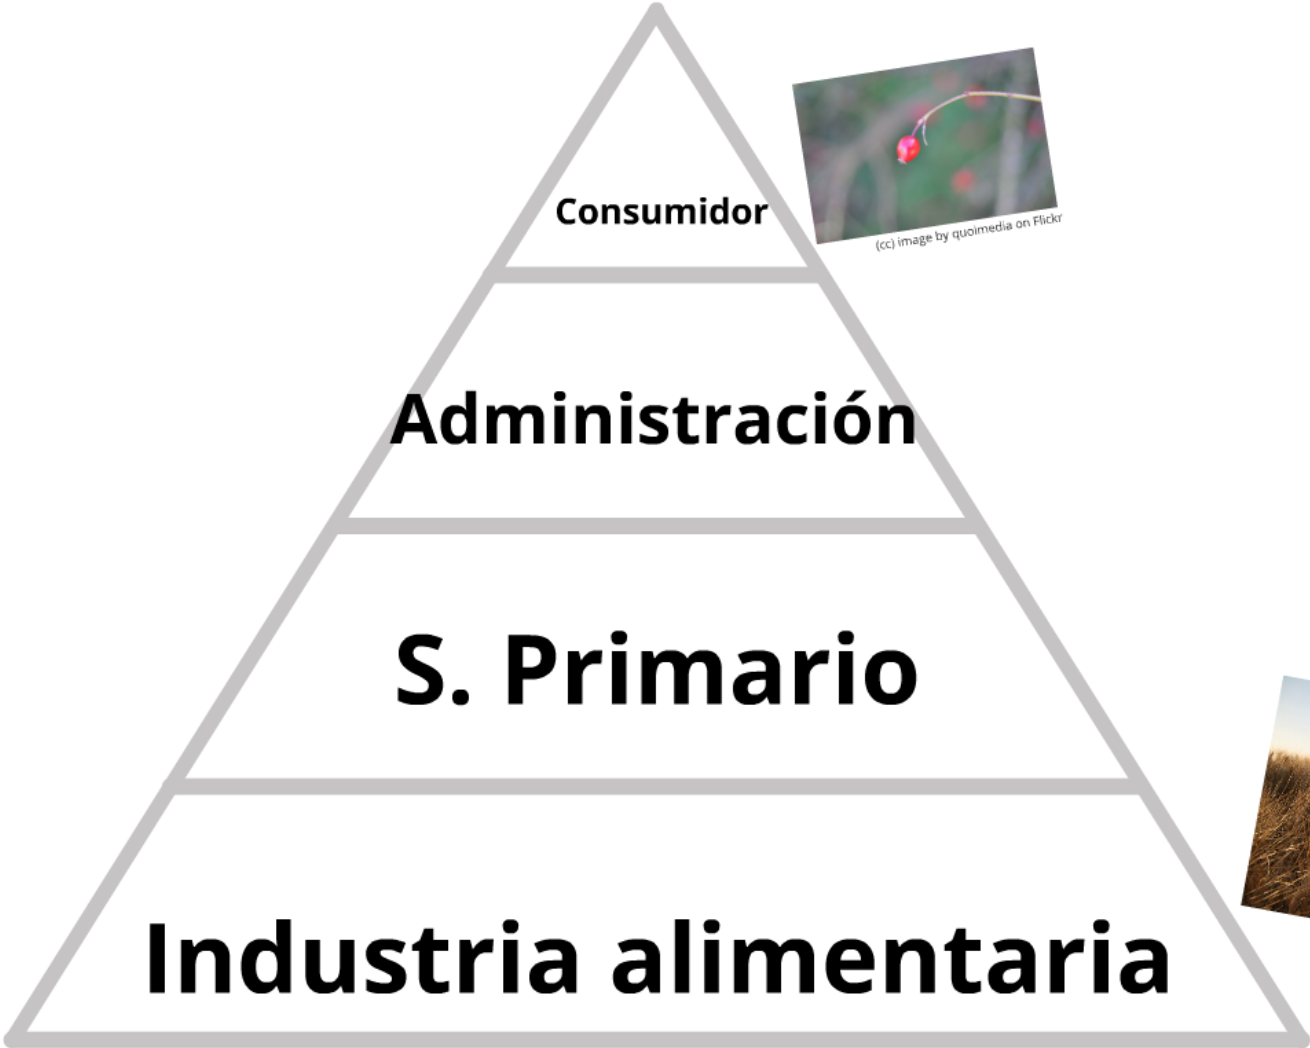 Consumidor
(cc) image by quoimedia on Flickr
Administración
S. Primario
Industria alimentaria